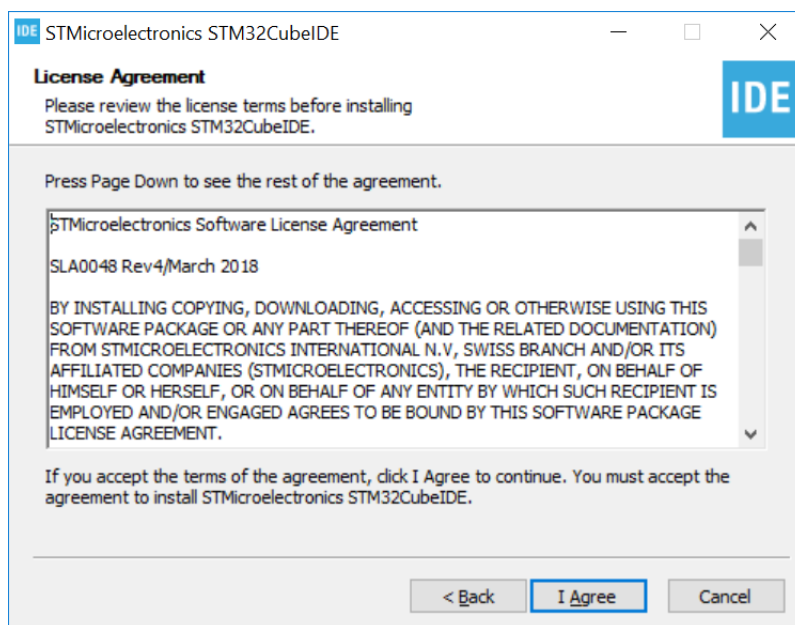 IDE STMicroelectronics STM32CubeIDE
License Agreement
Please review the license terms before installing
STMicroelectronics STM32CubeIDE.
IDE
Press Page Down to see the rest of the agreement.
STMicroelectronics Software License Agreement
SLA0048 Rev4/March 2018
BY INSTALLING COPYING, DOWNLOADING, ACCESSING OR OTHERWISE USING THIS
SOFTWARE PACKAGE OR ANY PART THEREOF (AND THE RELATED DOCUMENTATION)
FROM STMICROELECTRONICS INTERNATIONAL N.V, SWISS BRANCH AND/OR ITS
AFFILIATED COMPANIES (STMICROELECTRONICS), THE RECIPIENT, ON BEHALF OF
HIMSELF OR HERSELF, OR ON BEHALF OF ANY ENTITY BY WHICH SUCH RECIPIENT IS
EMPLOYED AND/OR ENGAGED AGREES TO BE BOUND BY THIS SOFTWARE PACKAGE
LICENSE AGREEMENT.
If you accept the terms of the agreement, click I Agree to continue. You must accept the
agreement to install STMicroelectronics STM32CubeIDE.
< Back I Agree Cancel